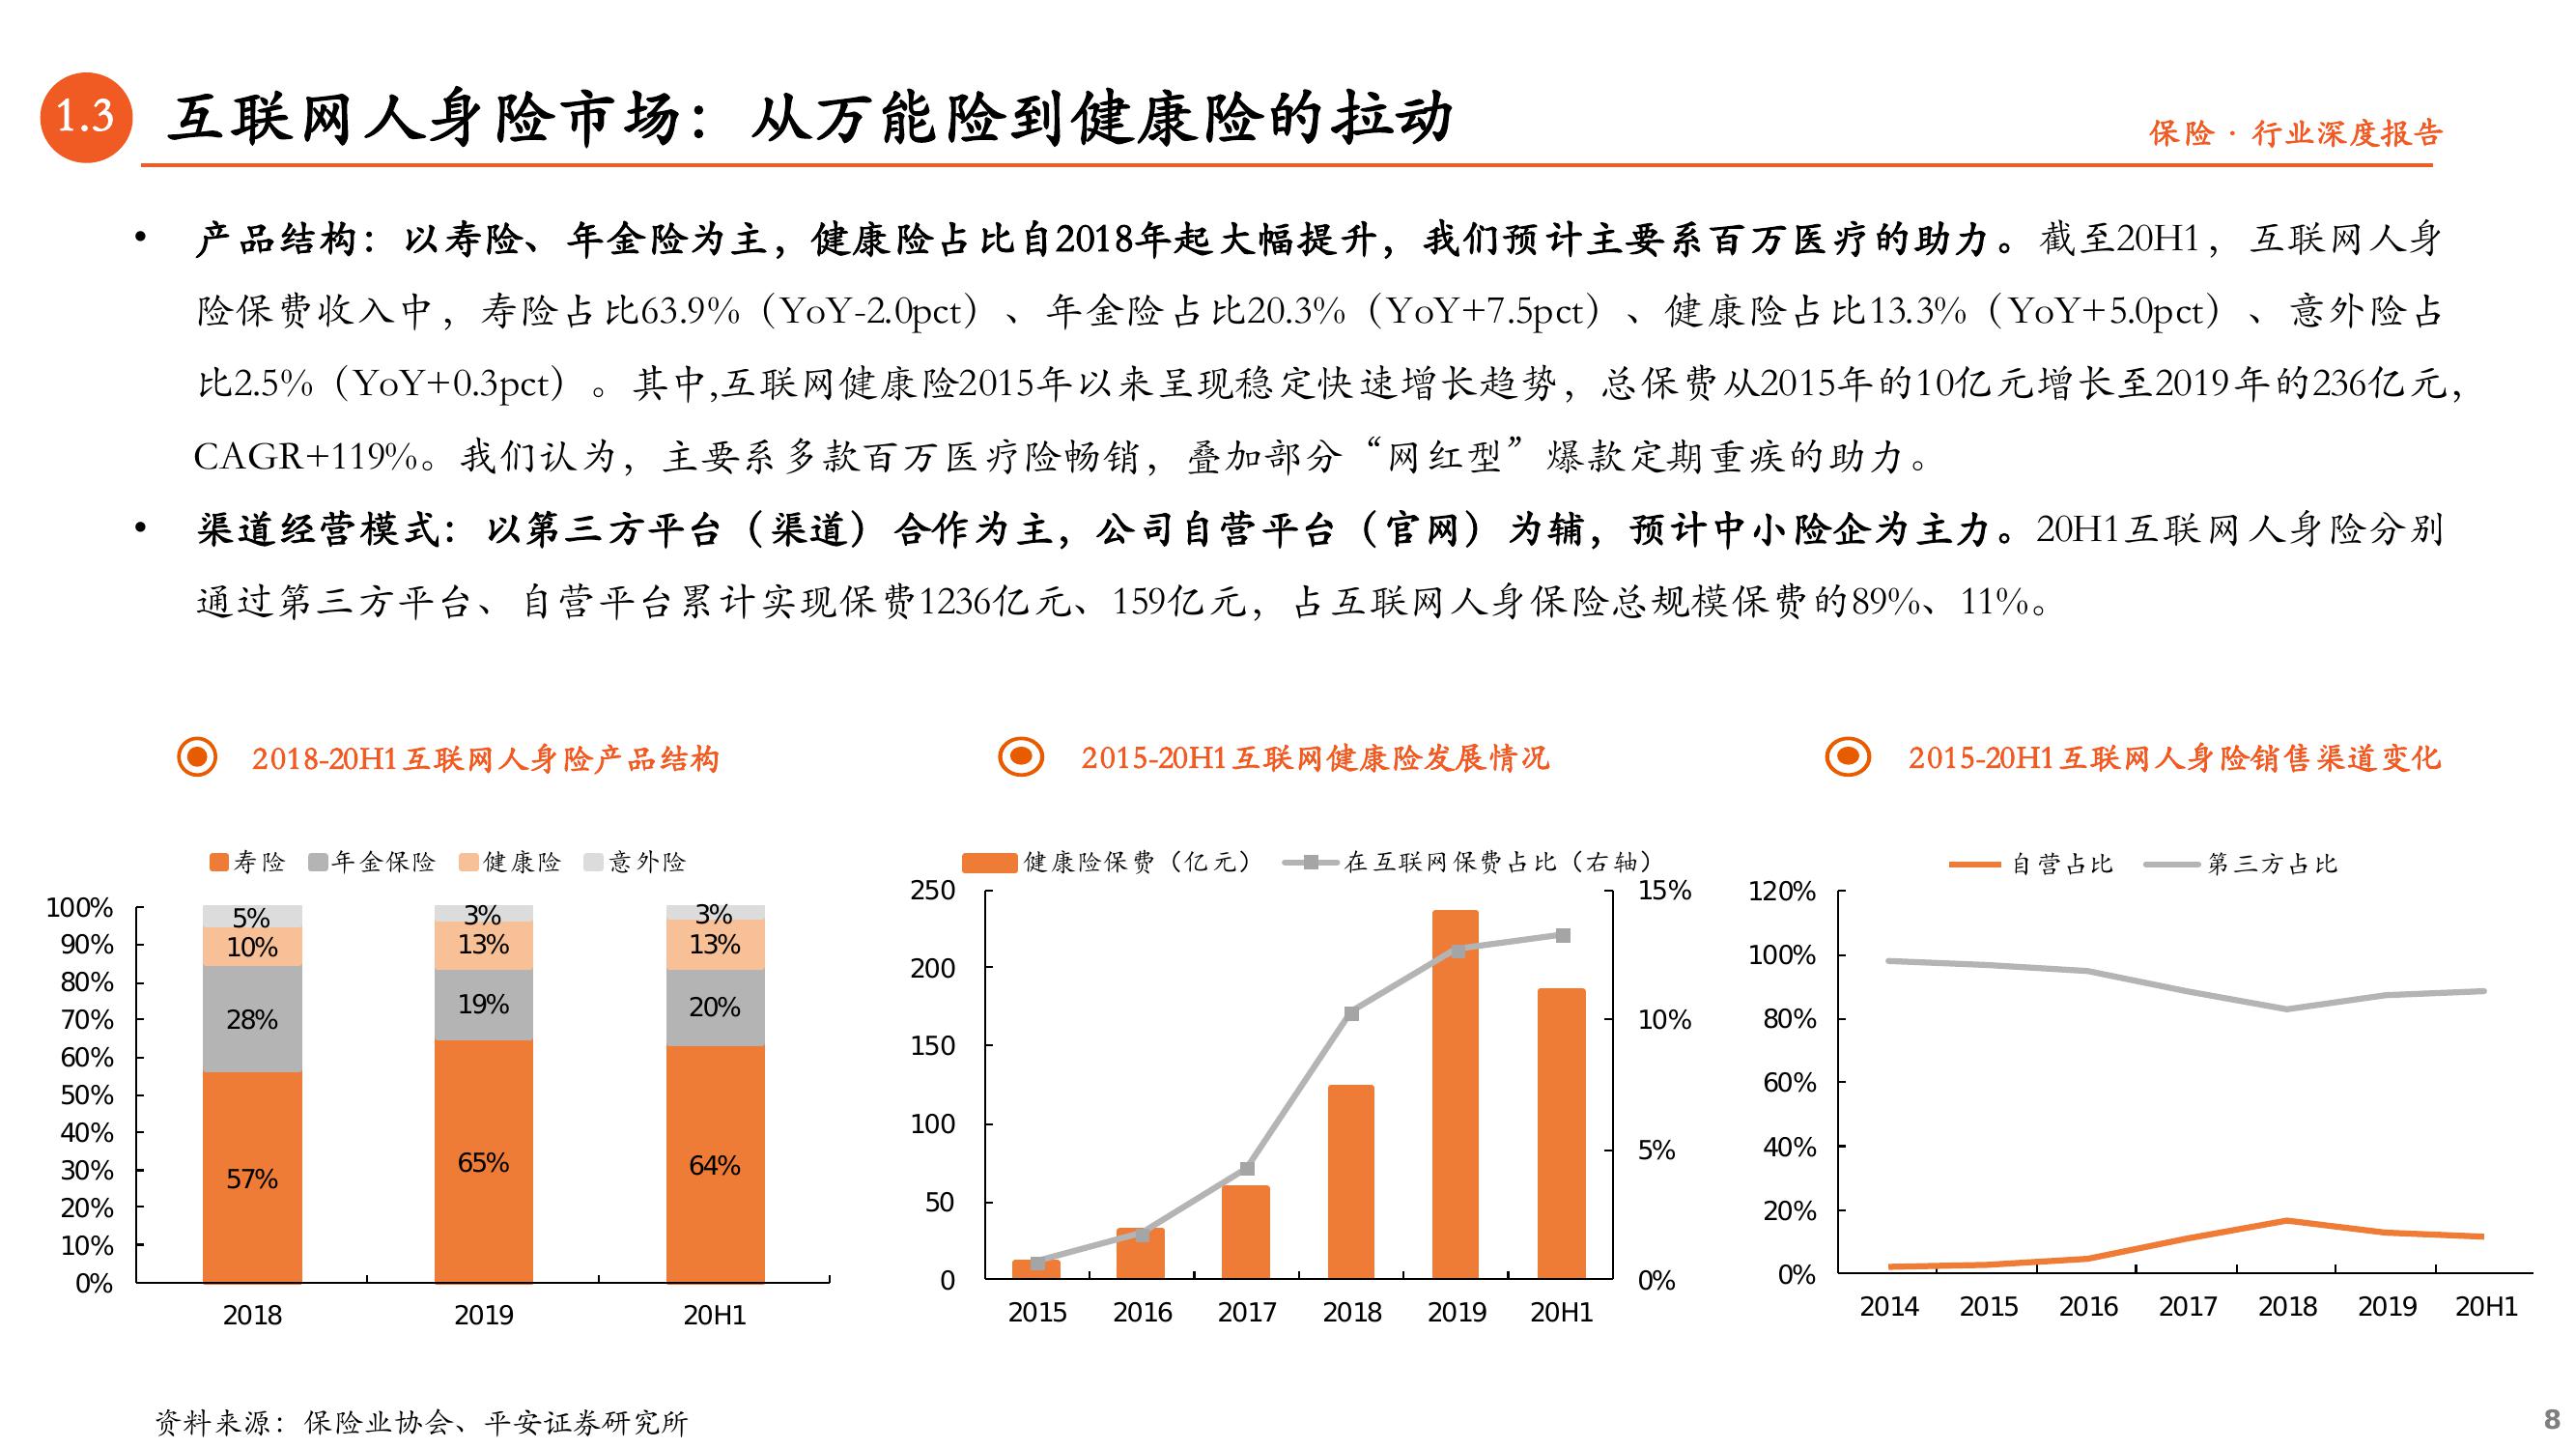 1.3
互联网人身险市场：从万能险到健康险的拉动
保险 · 行业深度报告
• 产品结构：以寿险、年金险为主，健康险占比自2018年起大幅提升，我们预计主要系百万医疗的助力。截至20H1，互联网人身
险保费收入中，寿险占比63.9%（YoY-2.0pct）、年金险占比20.3%（YoY+7.5pct）、健康险占比13.3%（YoY+5.0pct）、意外险占
比2.5%（YoY+0.3pct）。其中,互联网健康险2015年以来呈现稳定快速增长趋势，总保费从2015年的10亿元增长至2019年的236亿元，
CAGR+119%。我们认为，主要系多款百万医疗险畅销，叠加部分“网红型”爆款定期重疾的助力。
• 渠道经营模式：以第三方平台（渠道）合作为主，公司自营平台（官网）为辅，预计中小险企为主力。20H1互联网人身险分别
通过第三方平台、自营平台累计实现保费1236亿元、159亿元，占互联网人身保险总规模保费的89%、11%。
2018-20H1互联网人身险产品结构
寿险 年金保险 健康险 意外险
100%
90%
80%
70%
60%
50%
40%
30%
20%
10%
0%
5% 3% 3%
10% 13% 13%
28% 19% 20%
57% 65% 64%
2018 2019 20H1
2015-20H1互联网健康险发展情况
健康险保费（亿元） 在互联网保费占比（右轴）
250
200
150
100
50
0
15%
10%
5%
0%
2015 2016 2017 2018 2019 20H1
2015-20H1互联网人身险销售渠道变化
自营占比 第三方占比
120%
100%
80%
60%
40%
20%
0%
2014 2015 2016 2017 2018 2019 20H1
资料来源：保险业协会、平安证券研究所
8